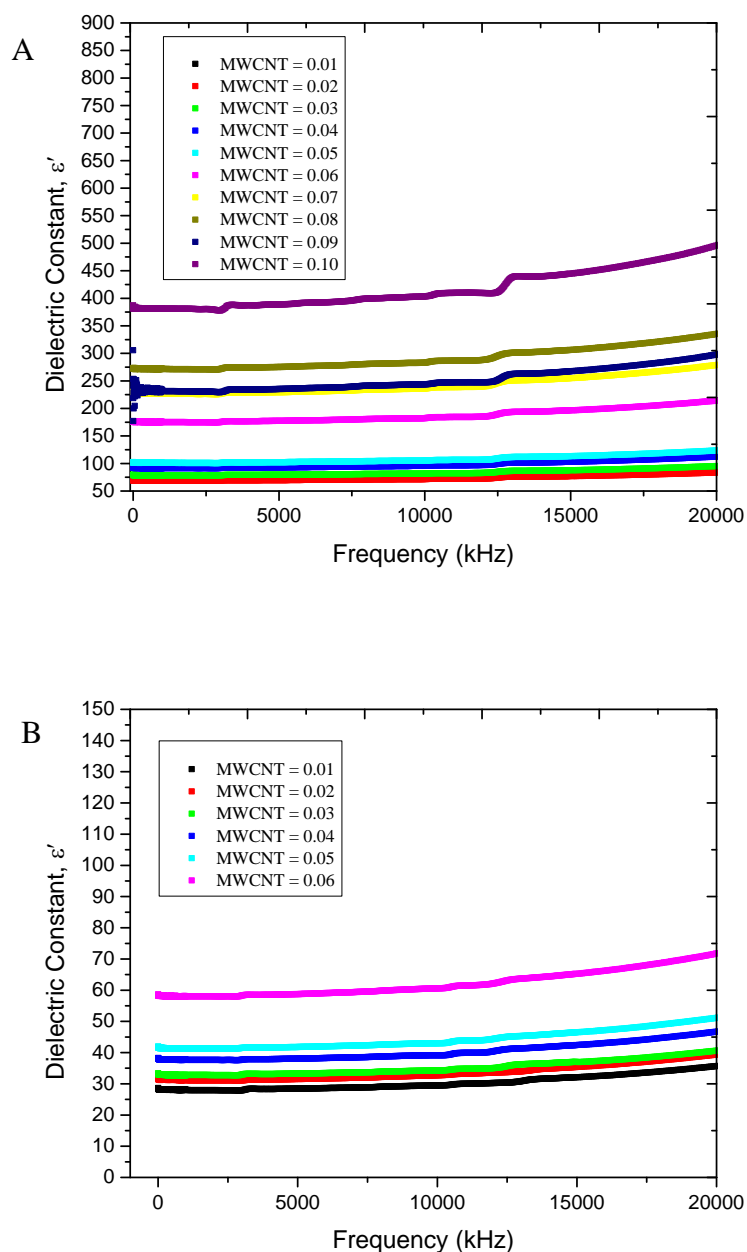 A
Dielectric Constant, ε′
900
850
800
750
700
650
600
550
500
450
400
350
300
250
200
150
100
50
MWCNT = 0.01
MWCNT = 0.02
MWCNT = 0.03
MWCNT = 0.04
MWCNT = 0.05
MWCNT = 0.06
MWCNT = 0.07
MWCNT = 0.08
MWCNT = 0.09
MWCNT = 0.10
0 5000 10000 15000 20000
Frequency (kHz)
B
Dielectric Constant, ε′
150
140
130
120
110
100
90
80
70
60
50
40
30
20
10
0
MWCNT = 0.01
MWCNT = 0.02
MWCNT = 0.03
MWCNT = 0.04
MWCNT = 0.05
MWCNT = 0.06
0 5000 10000 15000 20000
Frequency (kHz)